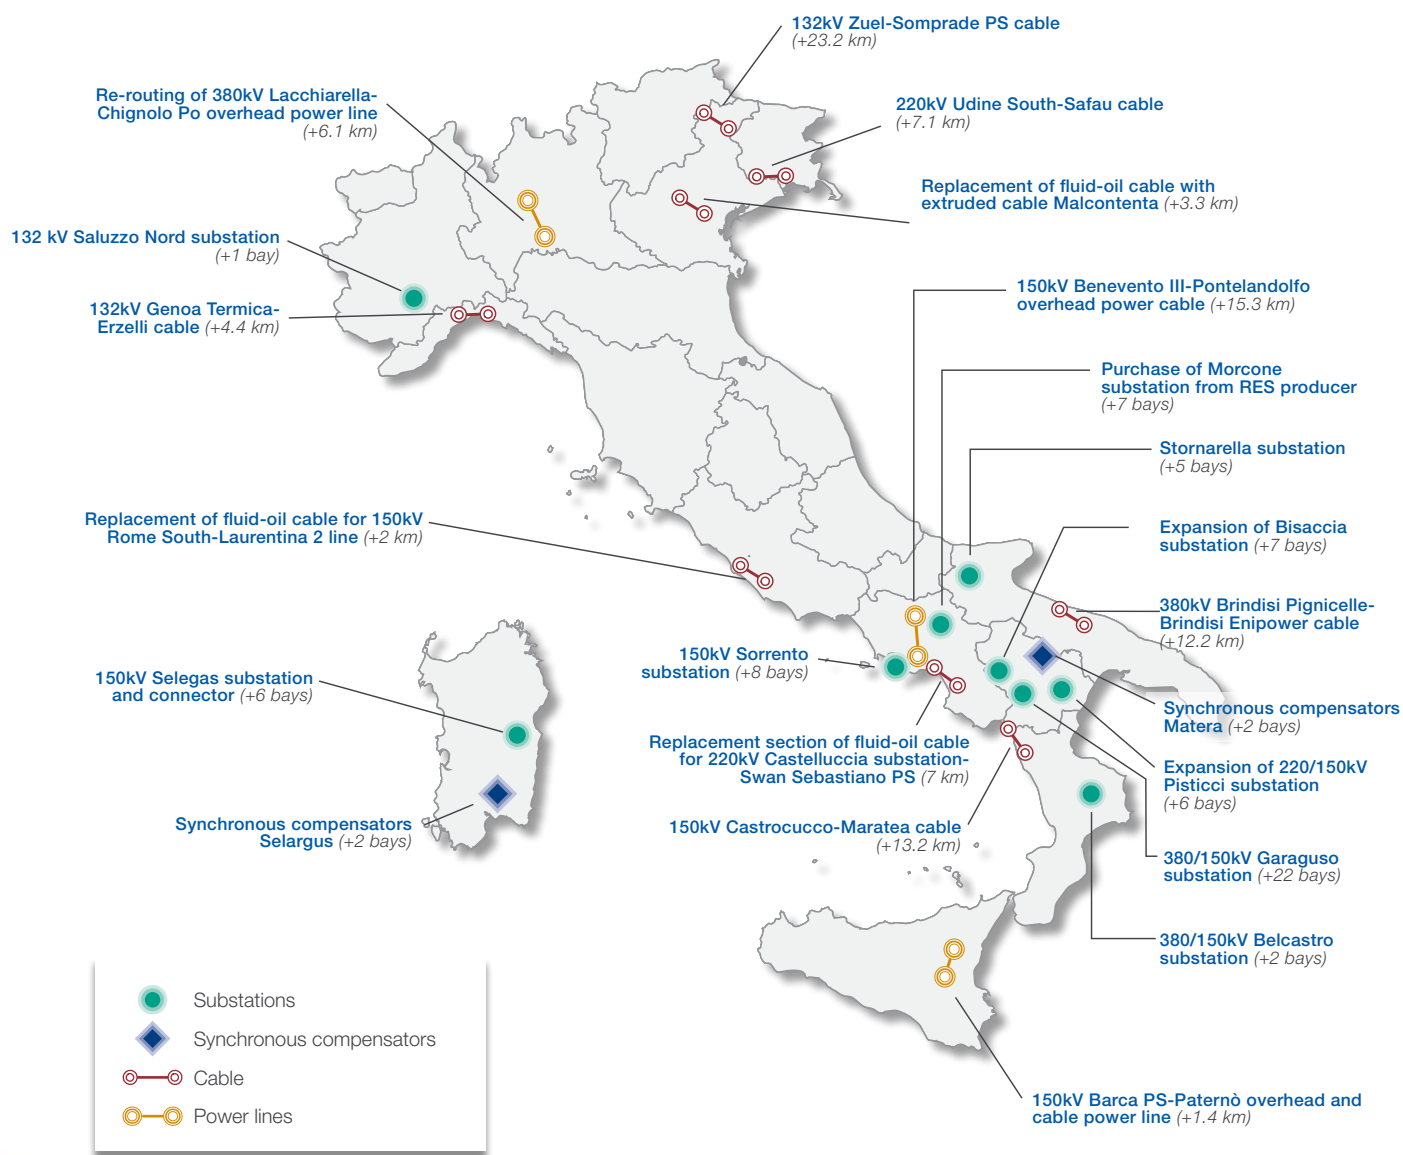 132kV Zuel-Somprade PS cable
(+23.2 km)
Re-routing of 380kV Lacchiarella-
Chignolo Po overhead power line
(+6.1 km)
220kV Udine South-Safau cable
(+7.1 km)
Replacement of fluid-oil cable with
extruded cable Malcontenta (+3.3 km)
132 kV Saluzzo Nord substation
(+1 bay)
132kV Genoa Termica-
Erzelli cable (+4.4 km)
150kV Benevento III-Pontelandolfo
overhead power cable (+15.3 km)
Purchase of Morcone
substation from RES producer
(+7 bays)
Stornarella substation
(+5 bays)
Replacement of fluid-oil cable for 150kV
Rome South-Laurentina 2 line (+2 km)
Expansion of Bisaccia
substation (+7 bays)
380kV Brindisi Pignicelle-
Brindisi Enipower cable
(+12.2 km)
150kV Sorrento
substation (+8 bays)
150kV Selegas substation
and connector (+6 bays)
Synchronous compensators
Matera (+2 bays)
Replacement section of fluid-oil cable
for 220kV Castelluccia substation-
Swan Sebastiano PS (7 km)
Expansion of 220/150kV
Pisticci substation
(+6 bays)
Synchronous compensators
Selargus (+2 bays)
150kV Castrocucco-Maratea cable
(+13.2 km)
380/150kV Garaguso
substation (+22 bays)
380/150kV Belcastro
substation (+2 bays)
Substations
Synchronous compensators
Cable
Power lines
150kV Barca PS-Paternò overhead and
cable power line (+1.4 km)